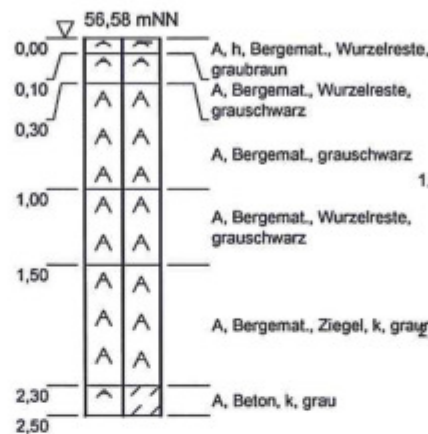 56,58 mNN
0,00
A, h, Bergemat., Wurzelreste,
graubraun
0,10
A, Bergemat., Wurzelreste,
grauschwarz
0,30
A, Bergemat., grauschwarz
1,
1,00
A, Bergemat., Wurzelreste,
grauschwarz
1,50
A, Bergemat., Ziegel, k,
2,30
A, Beton, k, grau
2,50